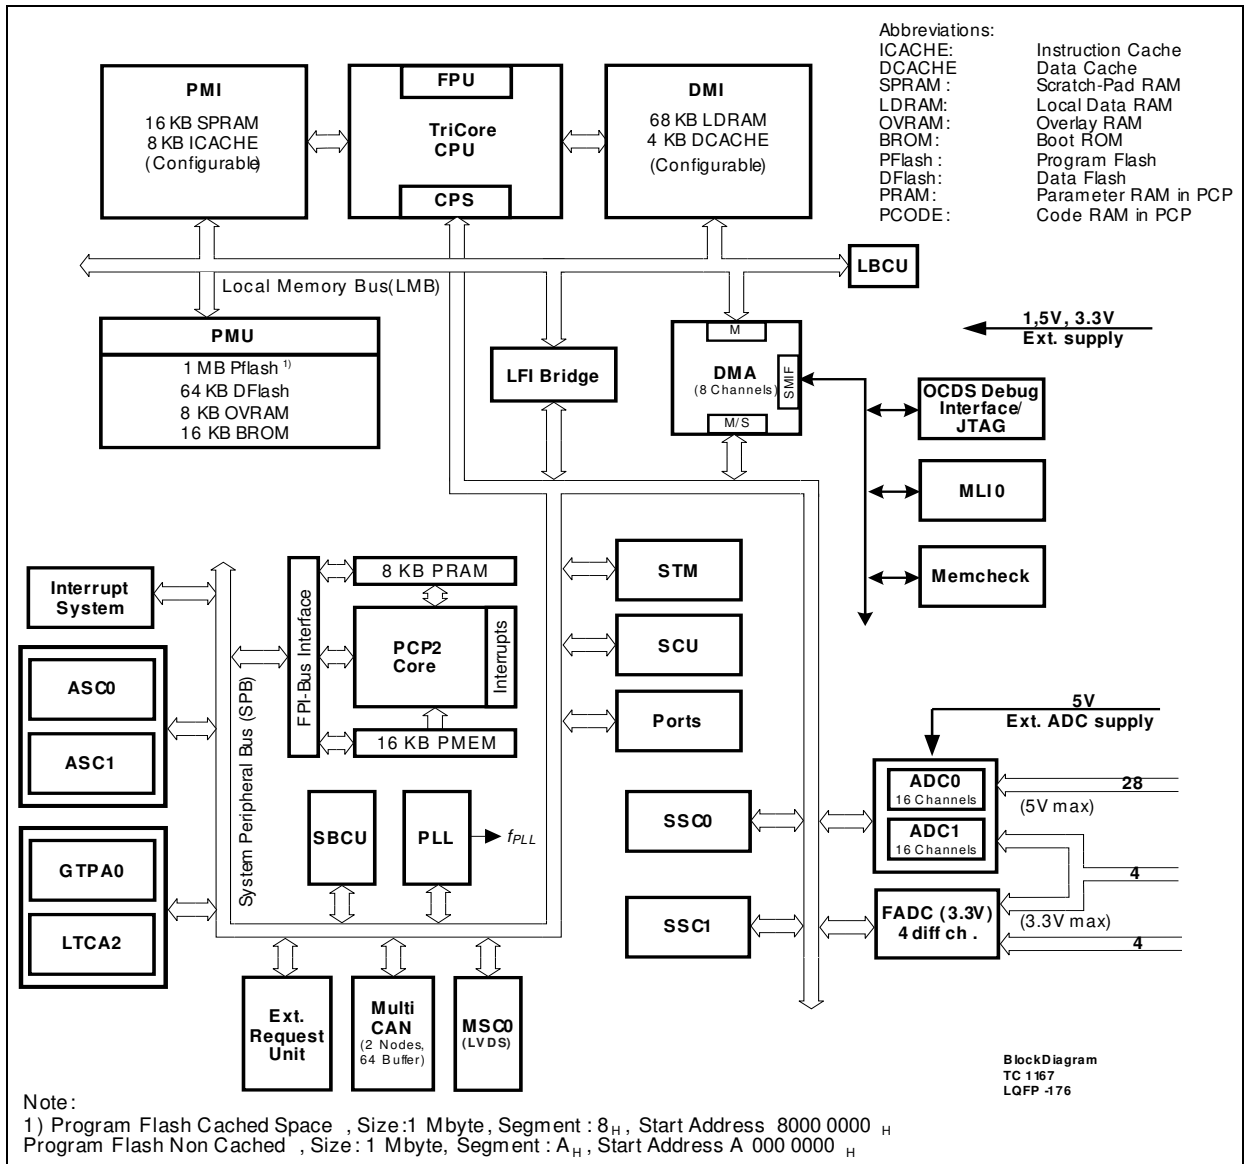 Abbreviations:
ICACHE: Instruction Cache
DCACHE Data Cache
SPRAM : Scratch-Pad RAM
LDRAM: Local Data RAM
OVRAM: Overlay RAM
BROM: Boot ROM
PFlash : Program Flash
DFlash: Data Flash
PRAM: Parameter RAM in PCP
PCODE: Code RAM in PCP
PMI
16 KB SPRAM
8 KB ICACHE
(Configurable)
FPU
TriCore
CPU
CPS
DMI
68 KB LDRAM
4 KB DCACHE
(Configurable)
LBCU
Local Memory Bus(LMB)
PMU
1 MB Pflash 1)
64 KB DFlash
8 KB OVRAM
16 KB BROM
LFI Bridge
M
DMA
(8 Channels)
SMIF
M/S
1,5V, 3.3V
Ext. supply
OCDS Debug
Interface/
JTAG
MLI0
Memcheck
Interrupt
System
ASC0
ASC1
GTPA0
LTCA2
System Peripheral Bus (SPB)
FPI-Bus Interface
8 KB PRAM
PCP2
Core
Interrupts
16 KB PMEM
SBCU
PLL
fPLL
STM
SCU
Ports
SSC0
SSC1
5V
Ext. ADC supply
ADC0
16 Channels
ADC1
16 Channels
28
(5V max)
4
FADC (3.3V)
4 diff ch .
(3.3V max)
4
Ext.
Request
Unit
Multi
CAN
(2 Nodes,
64 Buffer)
MSC0
(LVDS)
BlockDiagram
TC 1167
LQFP -176
Note :
1) Program Flash Cached Space , Size :1 Mbyte , Segment : 8H , Start Address 8000 0000 H
Program Flash Non Cached , Size : 1 Mbyte, Segment : AH , Start Address A 000 0000 H